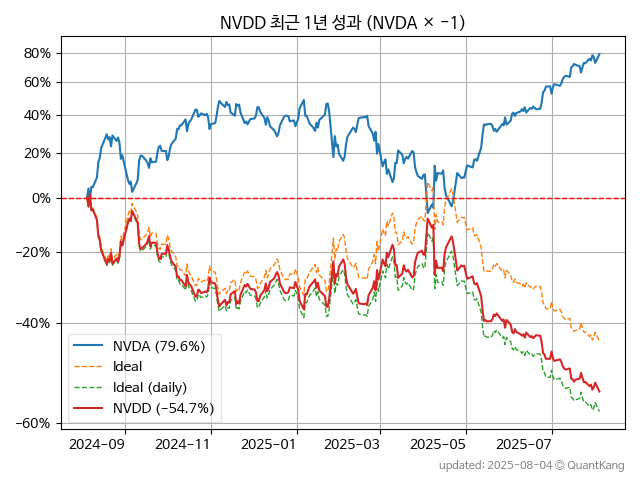 NVDD 최근 1년 성과 (NVDA × −1)
80%
60%
40%
20%
0%
−20%
−40%
−60%
NVDA (79.6%)
Ideal
Ideal (daily)
NVDD (−54.7%)
2024−09 2024−11 2025−01 2025−03 2025−05 2025−07
updated: 2025-08-04 © QuantKang